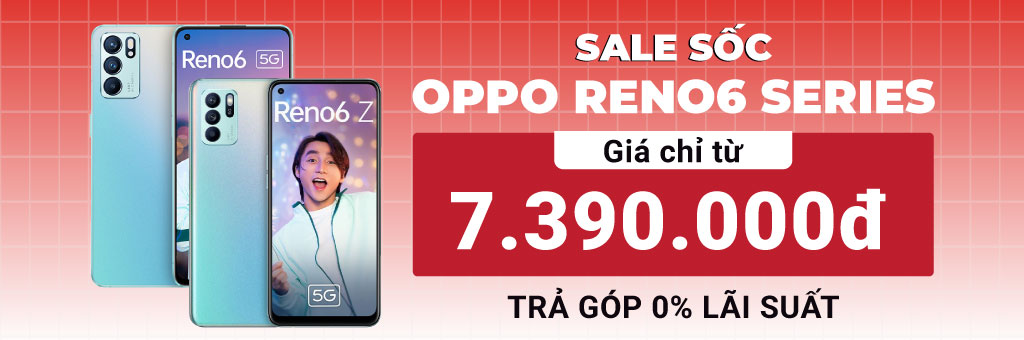 Reno6 5G
Reno6 Z
5G
SALE SỐC
OPPO RENO6 SERIES
Giá chỉ từ
7.390.000đ
TRẢ GÓP 0% LÃI SUẤT